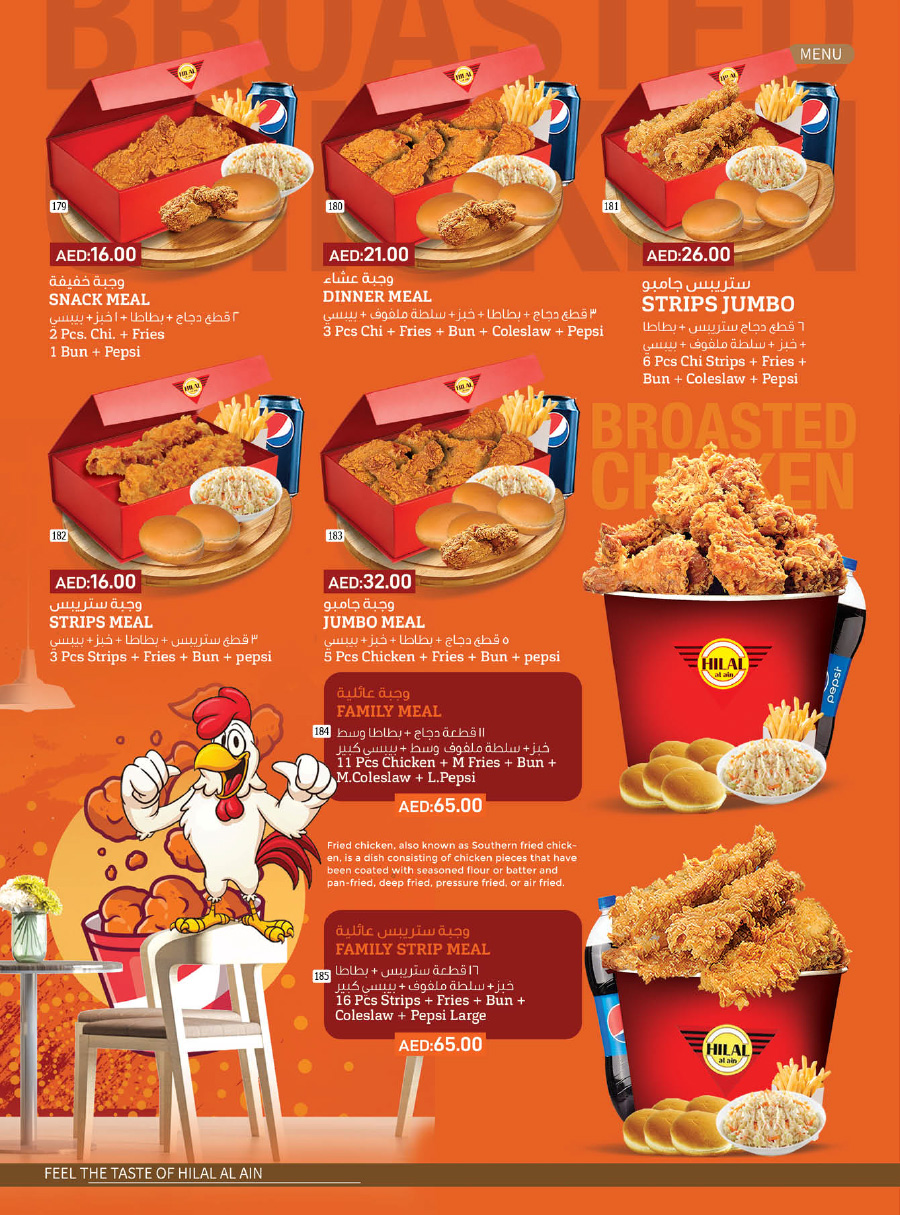 BROASTED
CHICKEN
MENU
HILAL
pepsi
179
AED:16.00
وجبة خفيفة
SNACK MEAL
٢ قطع دجاج + بطاطا + ١ خبز + بيبسي
2 Pcs. Chi. + Fries
1 Bun + Pepsi
HILAL
180
AED:21.00
وجبة عشاء
DINNER MEAL
٣ قطع دجاج + بطاطا + خبز + سلطة ملفوف + بيبسي
3 Pcs Chi + Fries + Bun + Coleslaw + Pepsi
HILAL
181
AED:26.00
ستريبس جامبو
STRIPS JUMBO
٦ قطع دجاج ستريبس + بطاطا
+ خبز + سلطة ملفوف + بيبسي
6 Pcs Chi Strips + Fries +
Bun + Coleslaw + Pepsi
HILAL
182
AED:16.00
وجبة ستريبس
STRIPS MEAL
٣ قطع ستريبس + بطاطا + خبز + بيبسي
3 Pcs Strips + Fries + Bun + pepsi
HILAL
183
AED:32.00
وجبة جامبو
JUMBO MEAL
٥ قطع دجاج + بطاطا + خبز + بيبسي
5 Pcs Chicken + Fries + Bun + pepsi
BROASTED
CHICKEN
HILAL
al ain
pepsi
184
وجبة عائلية
FAMILY MEAL
١١ قطعة دجاج + بطاطا وسط
خبز + سلطة ملفوف وسط + بيبسي كبير
11 Pcs Chicken + M Fries + Bun +
M.Coleslaw + L.Pepsi
AED:65.00
Fried chicken, also known as Southern fried chick-
en, is a dish consisting of chicken pieces that have
been coated with seasoned flour or batter and
pan-fried, deep fried, pressure fried, or air fried.
185
وجبة ستريبس عائلية
FAMILY STRIP MEAL
١٦ قطعة ستريبس + بطاطا
خبز + سلطة ملفوف + بيبسي كبير
16 Pcs Strips + Fries + Bun +
Coleslaw + Pepsi Large
AED:65.00
HILAL
al ain
FEEL THE TASTE OF HILAL AL AIN